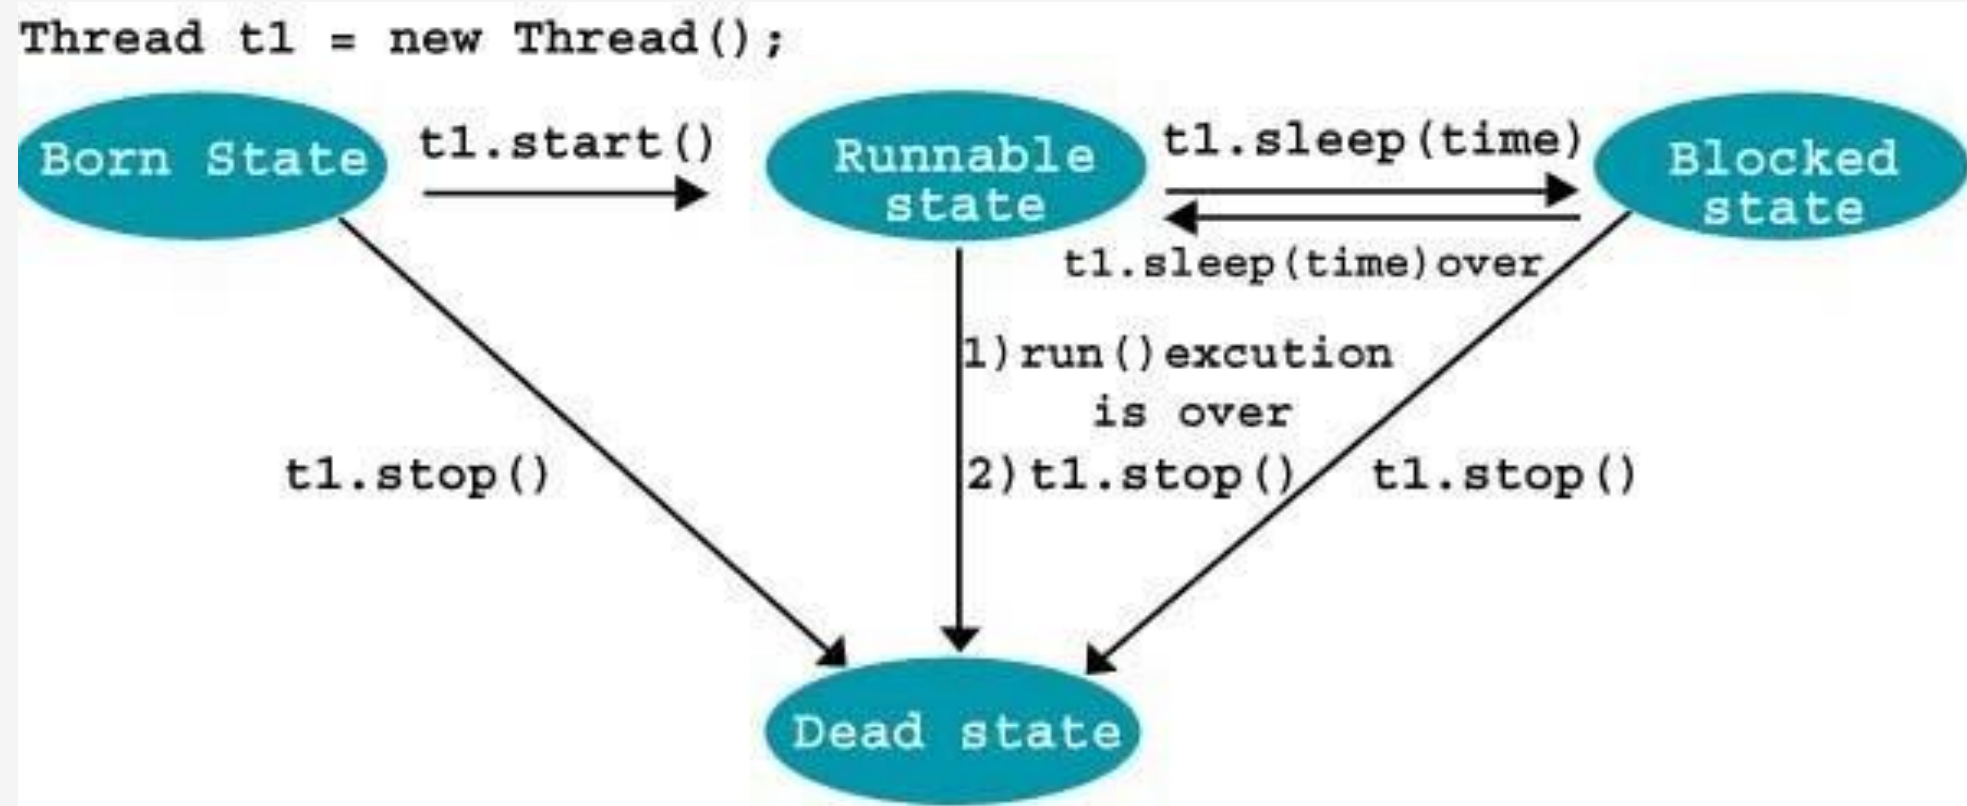 Thread t1 = new Thread();
Born State
t1.start()
Runnable
state
t1.sleep(time)
Blocked
state
t1.sleep(time)over
1)run()excution
is over
2)t1.stop()
t1.stop()
t1.stop()
Dead state